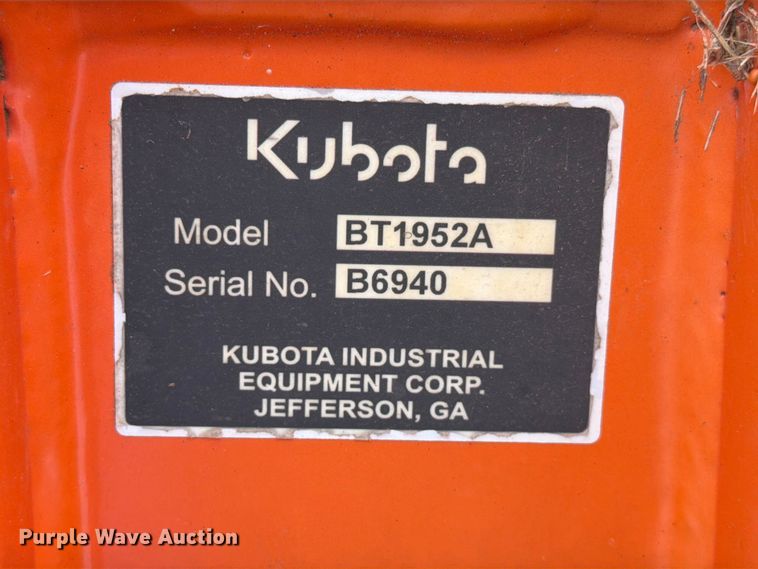 Kubota
Model BT1952A
Serial No. B6940
KUBOTA INDUSTRIAL
EQUIPMENT CORP.
JEFFERSON, GA
Purple Wave Auction